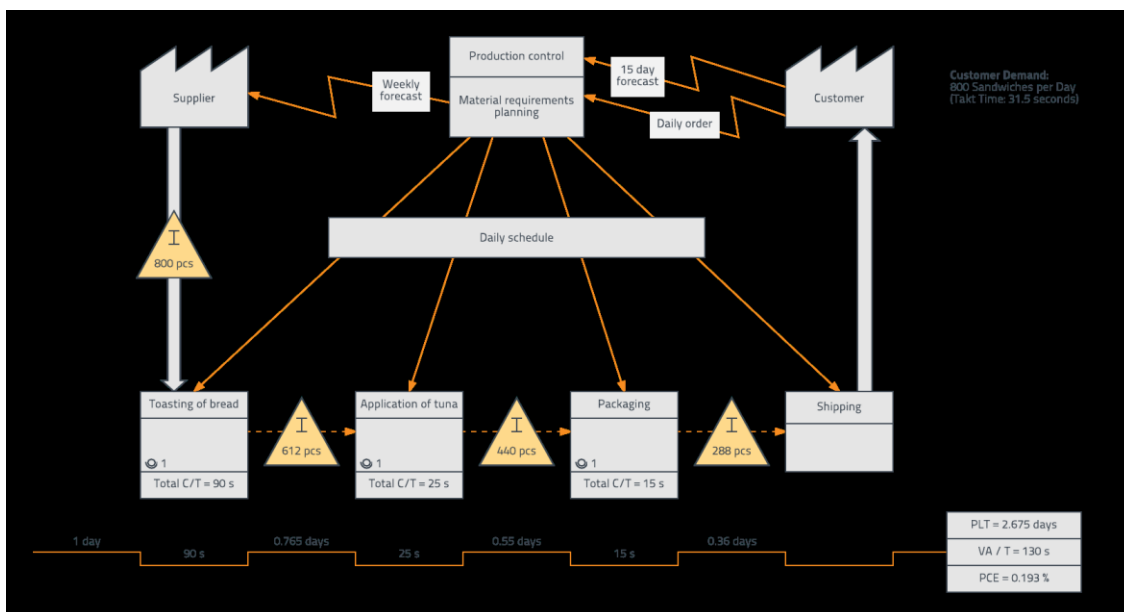 Production control
Material requirements
planning
Supplier
Weekly
forecast
15 day
forecast
Daily order
Customer
Customer Demand:
800 Sandwiches per Day
(Takt Time: 31.5 seconds)
Daily schedule
I
800 pcs
Toasting of bread
1
Total C/T = 90 s
I
612 pcs
Application of tuna
1
Total C/T = 25 s
I
440 pcs
Packaging
1
Total C/T = 15 s
I
288 pcs
Shipping
1 day
90 s
0.765 days
25 s
0.55 days
15 s
0.36 days
PLT = 2.675 days
VA / T = 130 s
PCE = 0.193 %